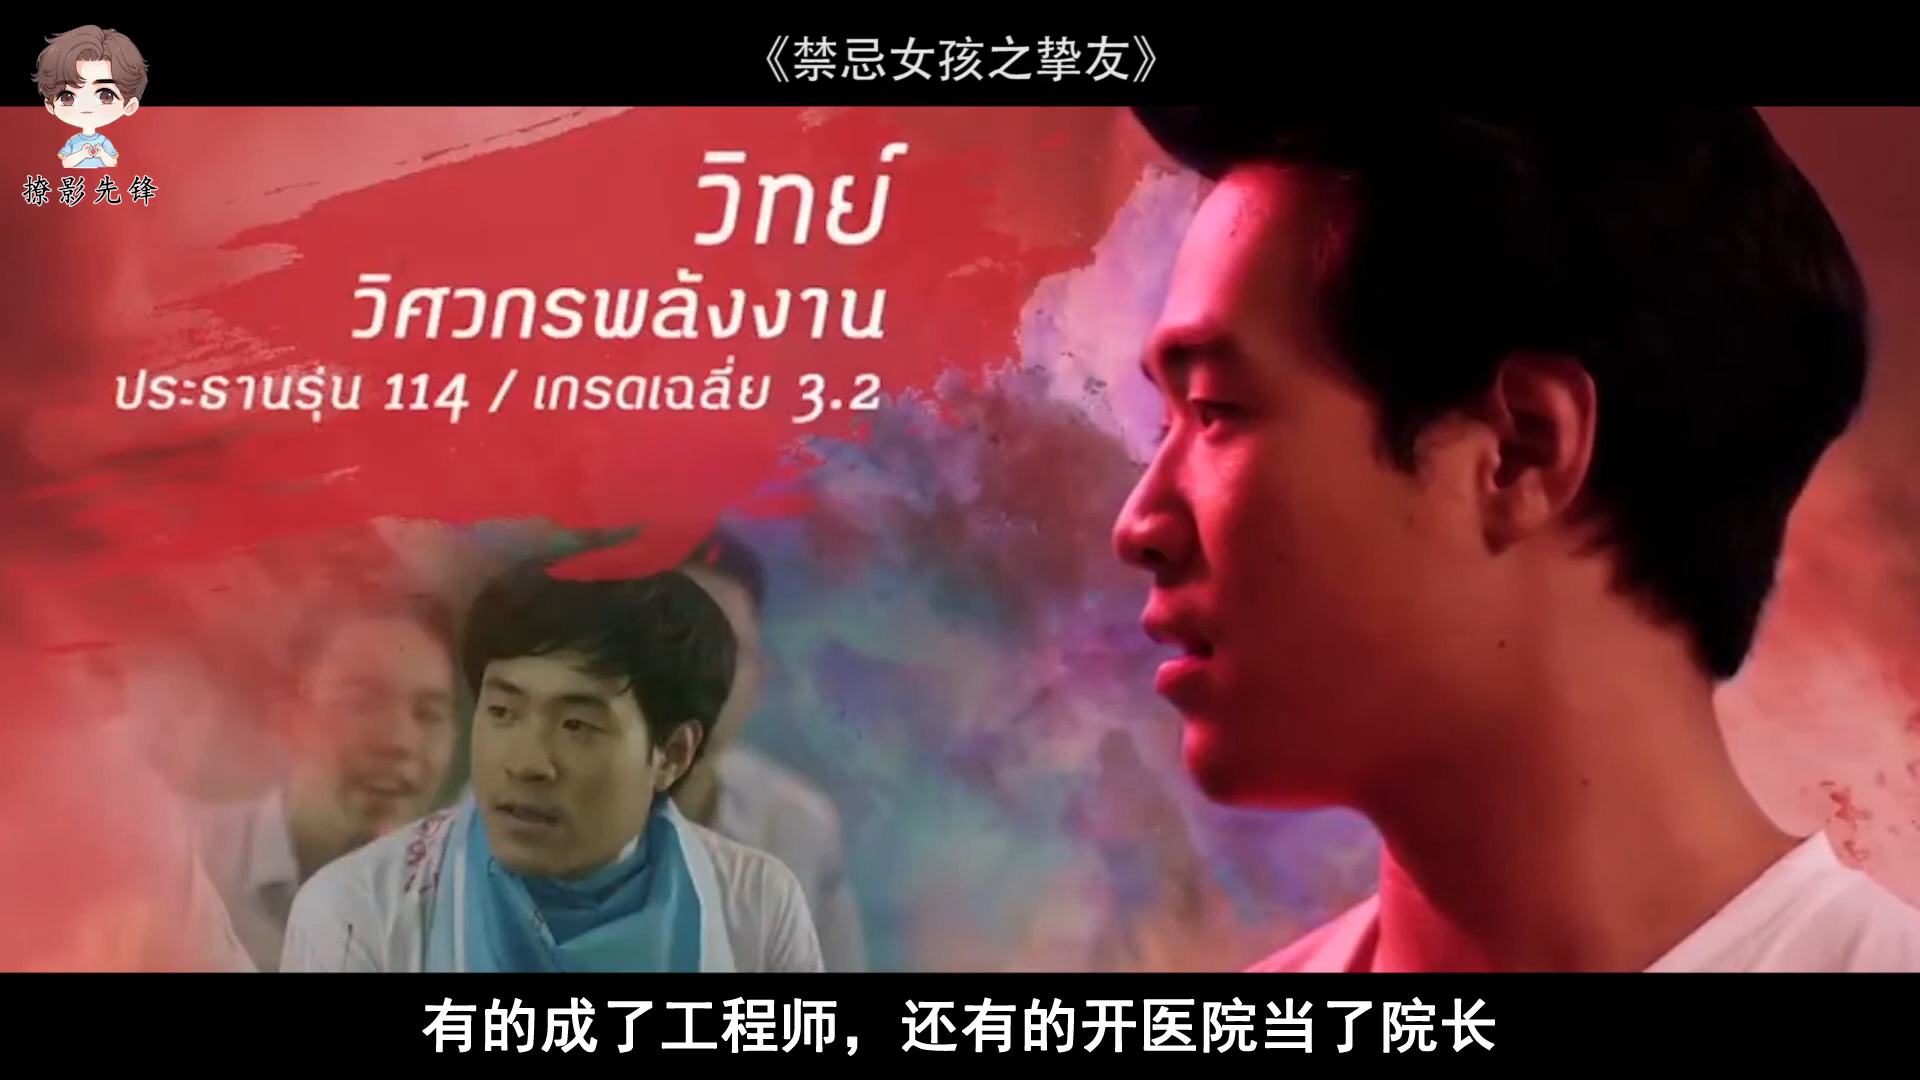 《禁忌女孩之挚友》
撩影先锋
วิทย์
วิศวกรพลังงาน
ประธานรุ่น 114 / เกรดเฉลี่ย 3.2
有的成了工程师，还有的开医院当了院长